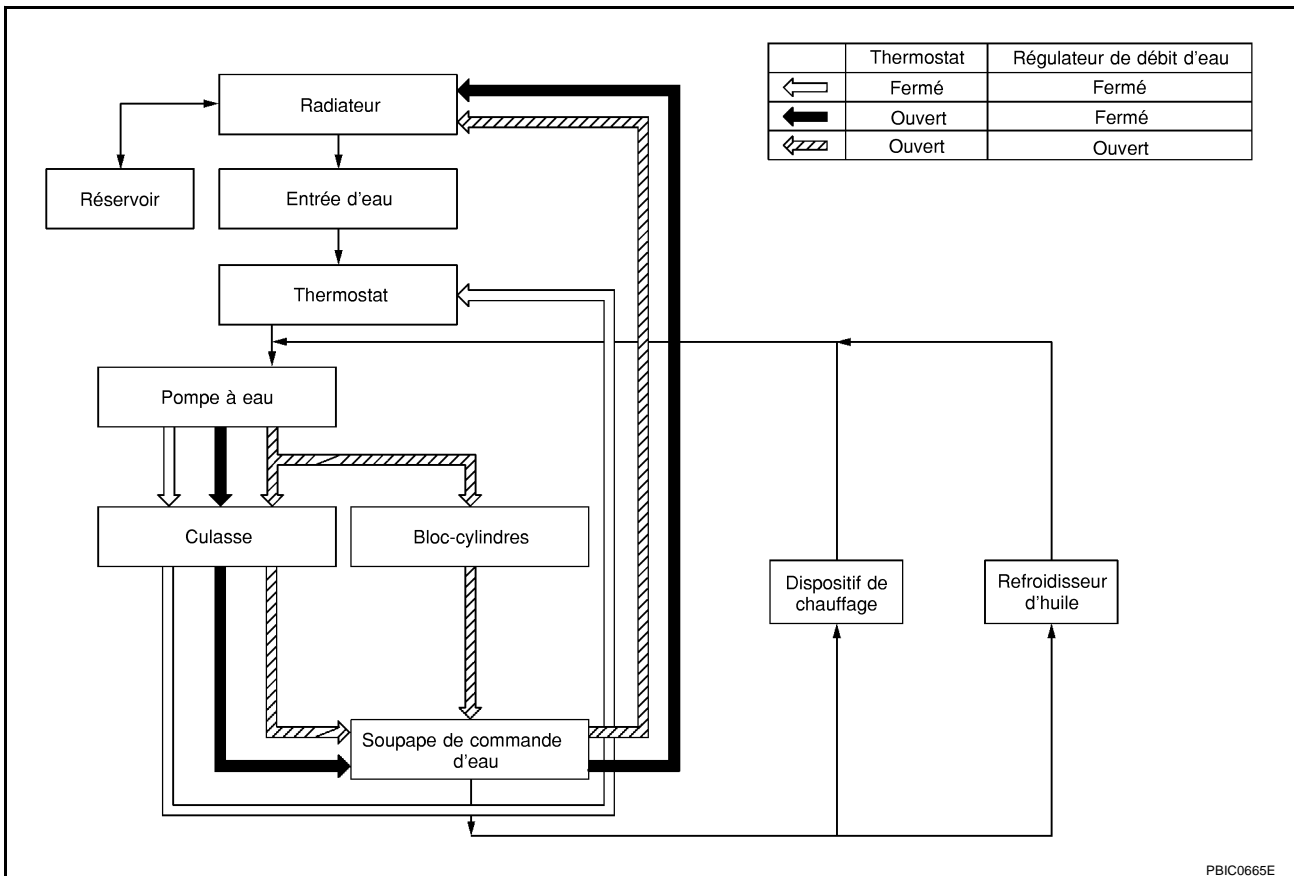 Thermostat Régulateur de débit d'eau
Fermé Fermé
Ouvert Fermé
Ouvert Ouvert
Radiateur
Réservoir
Entrée d'eau
Thermostat
Pompe à eau
Culasse
Bloc-cylindres
Dispositif de
chauffage
Refroidisseur
d'huile
Soupape de commande
d'eau
PBIC0665E